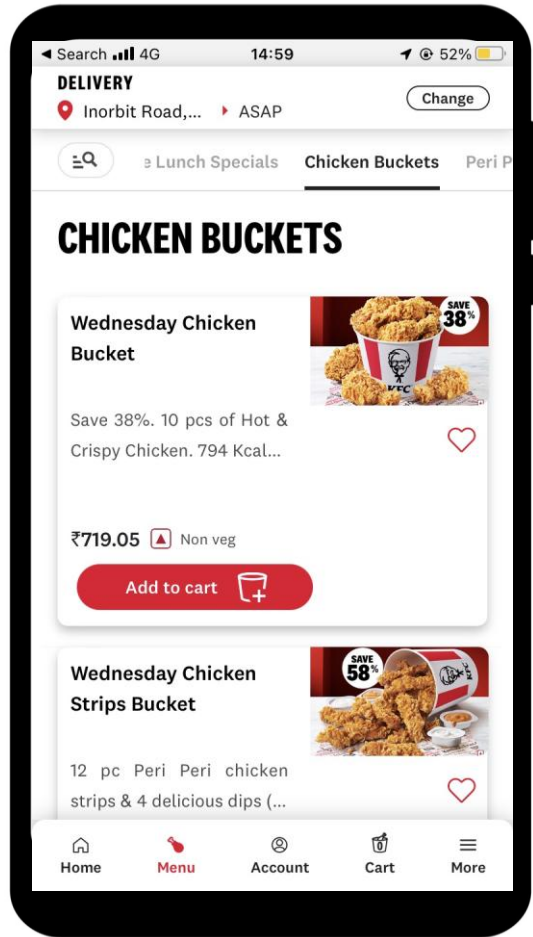 Search 4G 14:59 52%
DELIVERY
Inorbit Road,... ASAP
Change
e Lunch Specials Chicken Buckets Peri P
CHICKEN BUCKETS
Wednesday Chicken
Bucket
SAVE
38%
KFC
Save 38%. 10 pcs of Hot &
Crispy Chicken. 794 Kcal...
₹719.05 Non veg
Add to cart
Wednesday Chicken
Strips Bucket
SAVE
58%
KFC
12 pc Peri Peri chicken
strips & 4 delicious dips (...
Home Menu Account Cart More